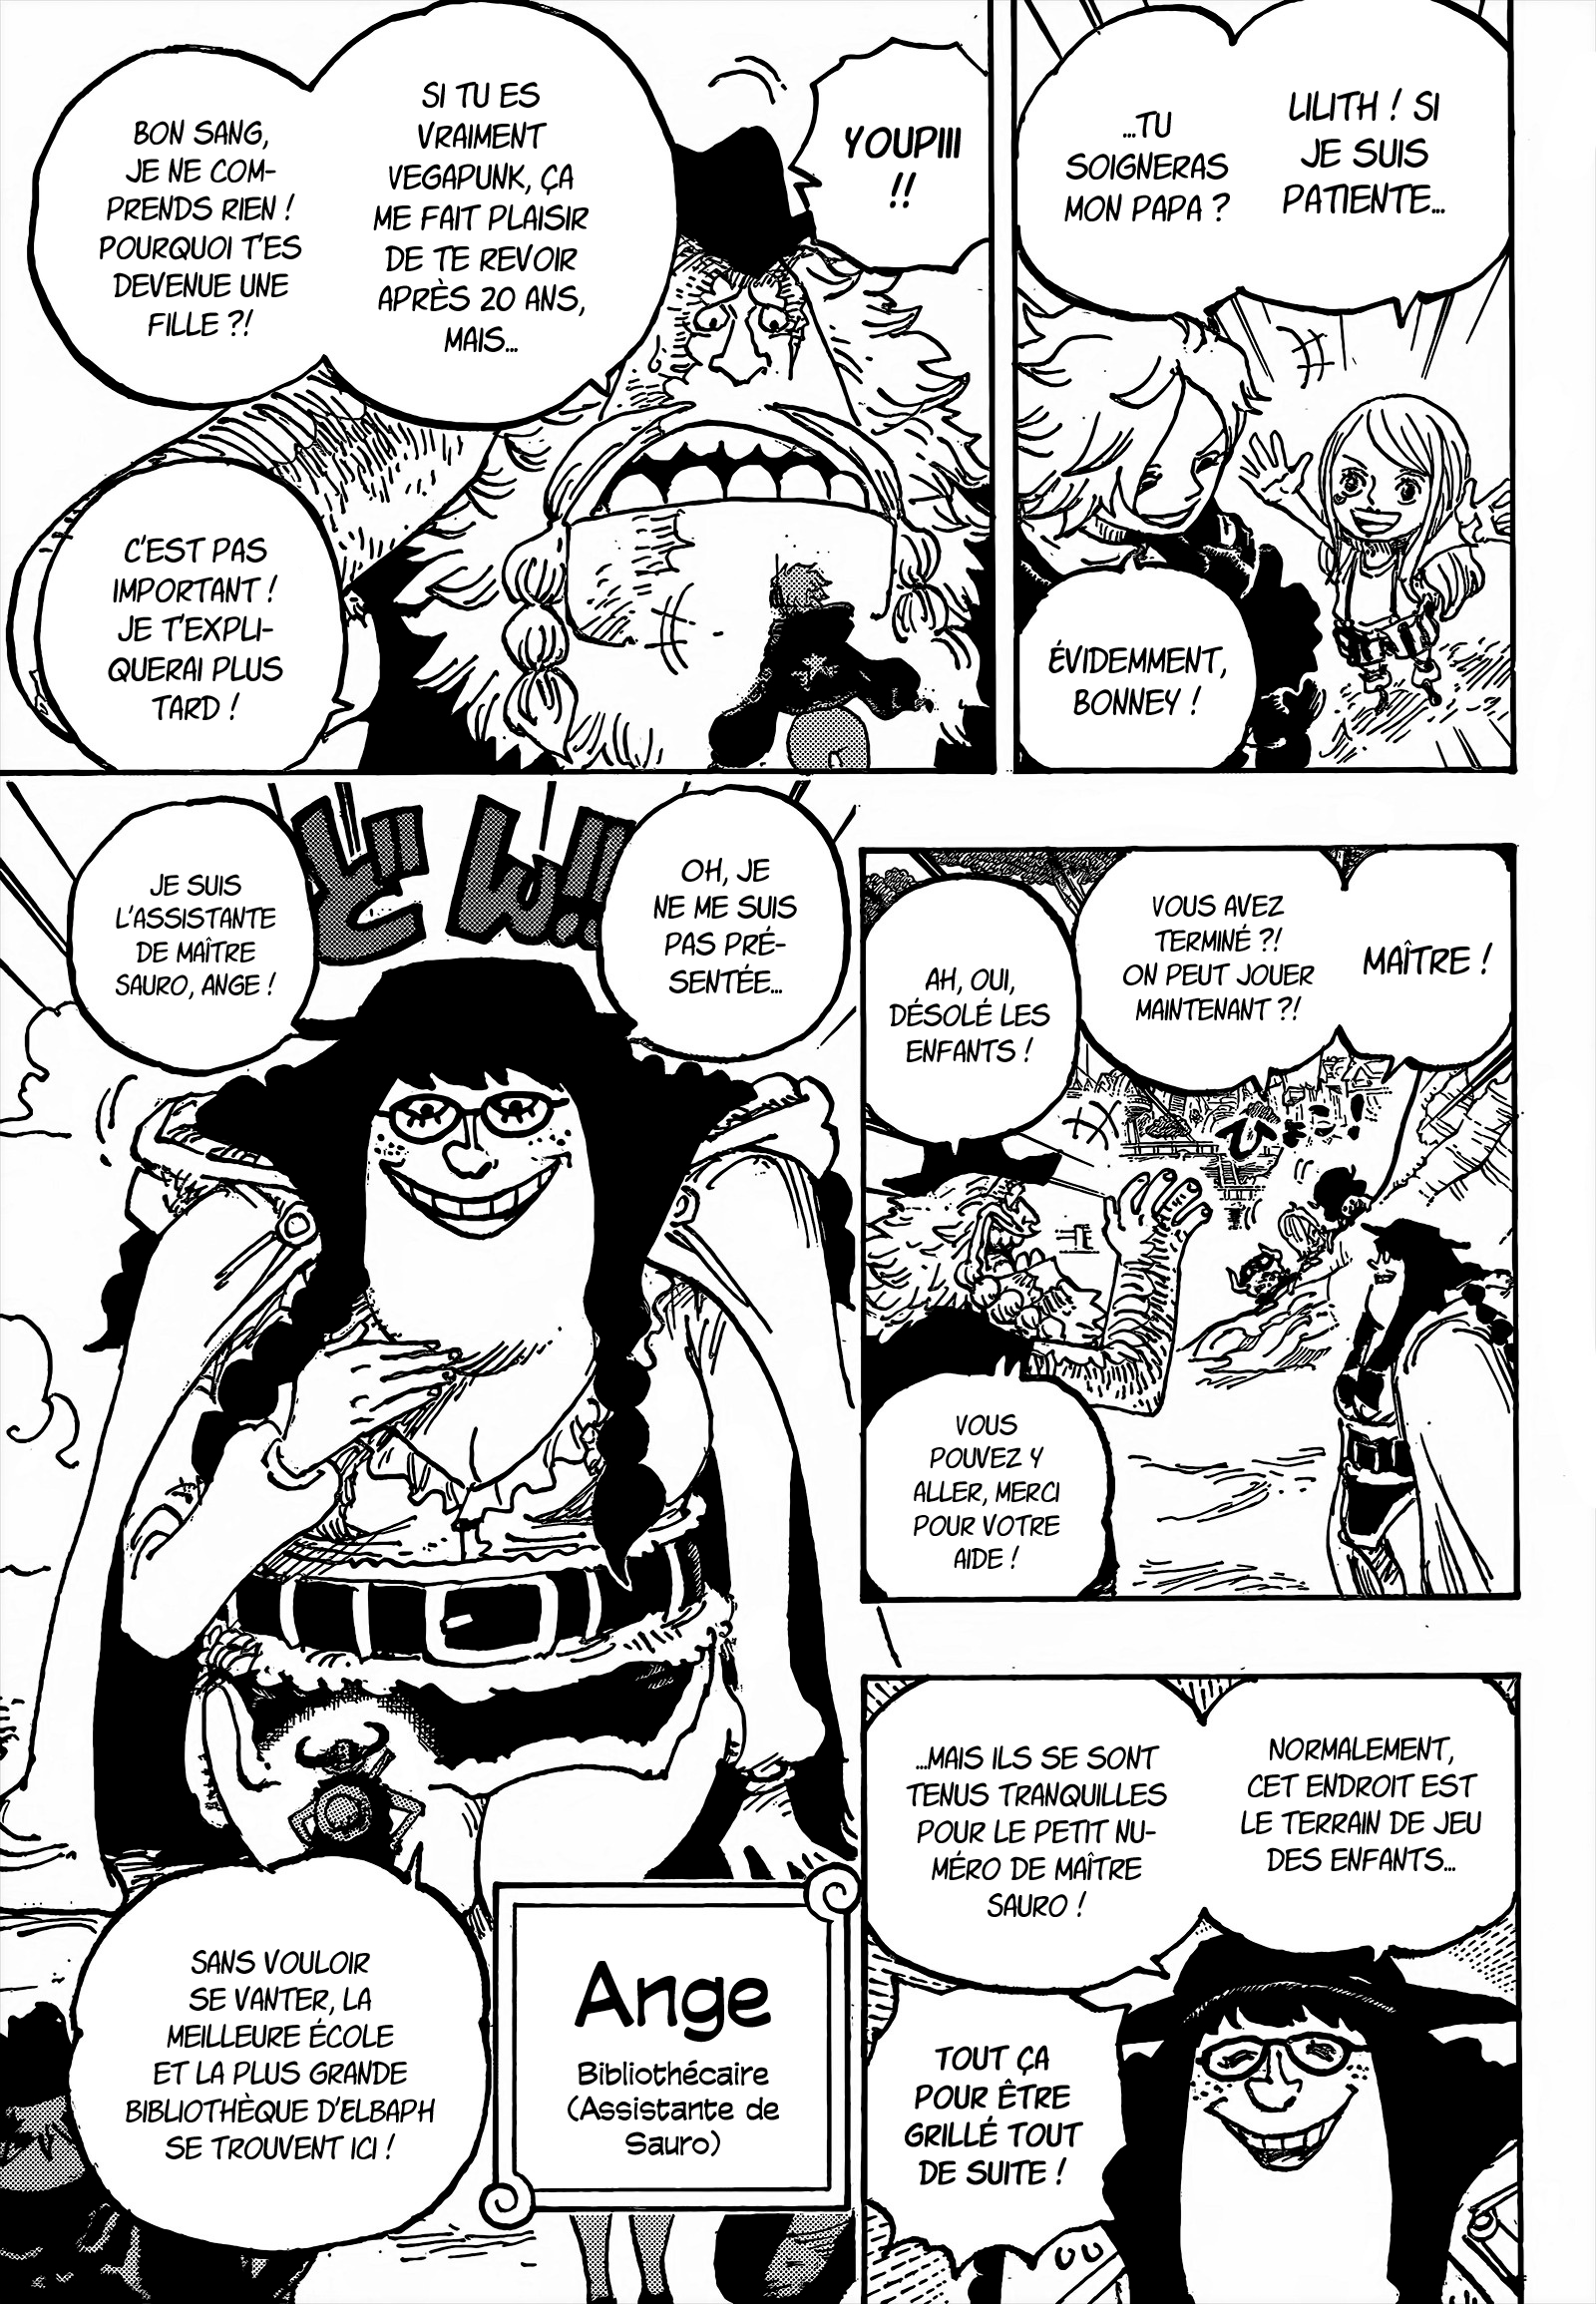 LILITH ! SI
JE SUIS
PATIENTE...
...TU
SOIGNERAS
MON PAPA ?
ÉVIDEMMENT,
BONNEY !
YOUPIII
!!
SI TU ES
VRAIMENT
VEGAPUNK, ÇA
ME FAIT PLAISIR
DE TE REVOIR
APRÈS 20 ANS,
MAIS...
BON SANG,
JE NE COM-
PRENDS RIEN !
POURQUOI T'ES
DEVENUE UNE
FILLE ?!
C'EST PAS
IMPORTANT !
JE T'EXPLI-
QUERAI PLUS
TARD !
MAÎTRE !
VOUS AVEZ
TERMINÉ ?!
ON PEUT JOUER
MAINTENANT ?!
AH, OUI,
DÉSOLÉ LES
ENFANTS !
VOUS
POUVEZ Y
ALLER, MERCI
POUR VOTRE
AIDE !
NORMALEMENT,
CET ENDROIT EST
LE TERRAIN DE JEU
DES ENFANTS...
...MAIS ILS SE SONT
TENUS TRANQUILLES
POUR LE PETIT NU-
MÉRO DE MAÎTRE
SAURO !
TOUT ÇA
POUR ÊTRE
GRILLÉ TOUT
DE SUITE !
OH, JE
NE ME SUIS
PAS PRÉ-
SENTÉE...
どん!!
JE SUIS
L'ASSISTANTE
DE MAÎTRE
SAURO, ANGE !
Ange
Bibliothécaire
(Assistante de
Sauro)
SANS VOULOIR
SE VANTER, LA
MEILLEURE ÉCOLE
ET LA PLUS GRANDE
BIBLIOTHÈQUE D'ELBAPH
SE TROUVENT ICI !